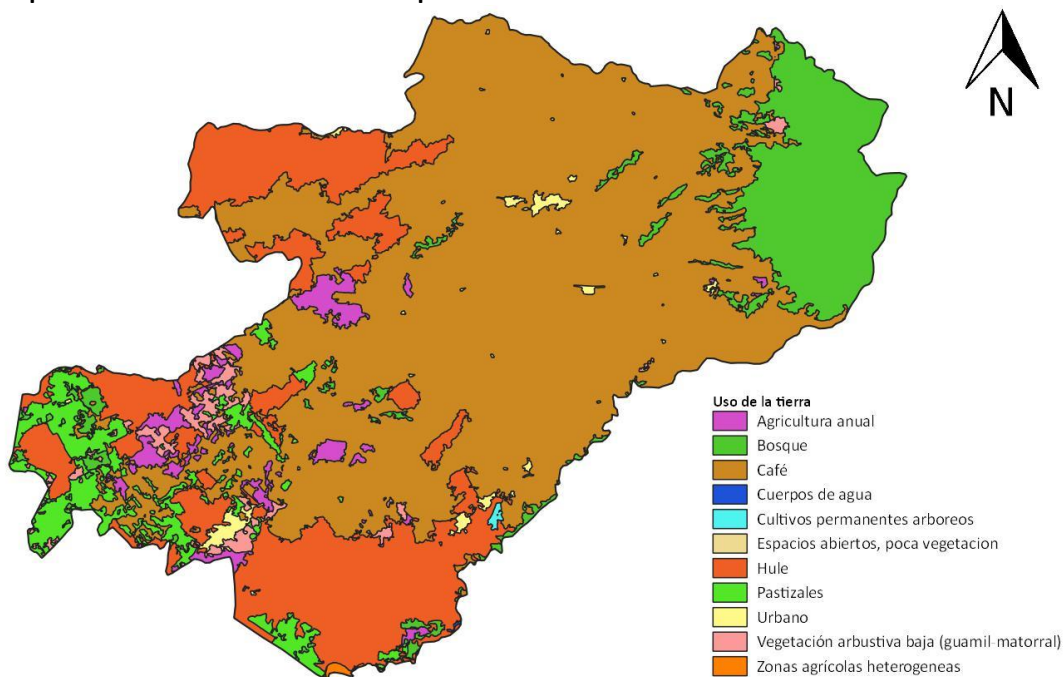 N
Uso de la tierra
Agricultura anual
Bosque
Café
Cuerpos de agua
Cultivos permanentes arboreos
Espacios abiertos, poca vegetacion
Hule
Pastizales
Urbano
Vegetación arbustiva baja (guamil-matorral)
Zonas agrícolas heterogeneas